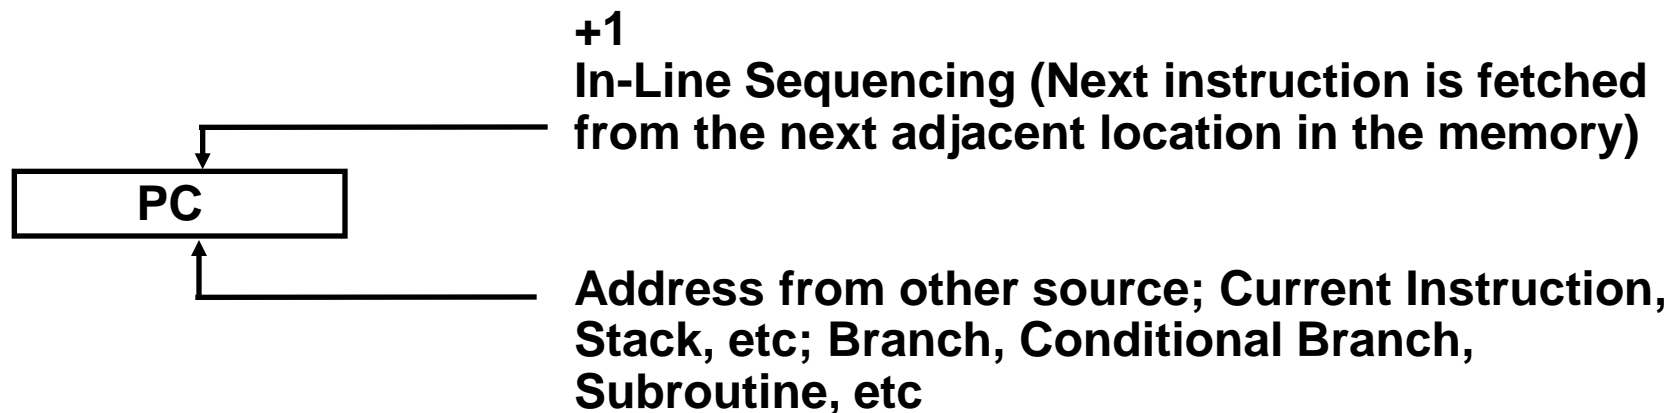 +1
In-Line Sequencing (Next instruction is fetched
from the next adjacent location in the memory)
PC
Address from other source; Current Instruction,
Stack, etc; Branch, Conditional Branch,
Subroutine, etc